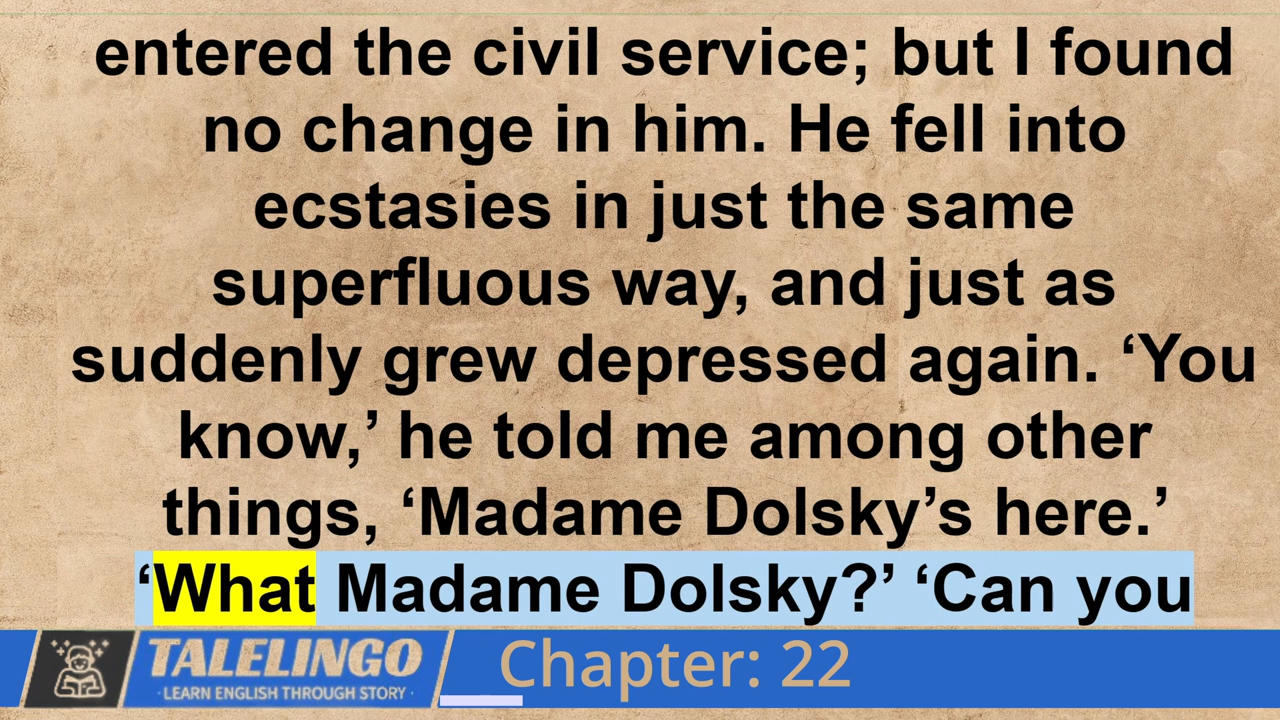 entered the civil service; but I found
no change in him. He fell into
ecstasies in just the same
superfluous way, and just as
suddenly grew depressed again. ‘You
know,’ he told me among other
things, ‘Madame Dolsky’s here.’
‘What Madame Dolsky?’ ‘Can you
TALELINGO
· LEARN ENGLISH THROUGH STORY ·
Chapter: 22